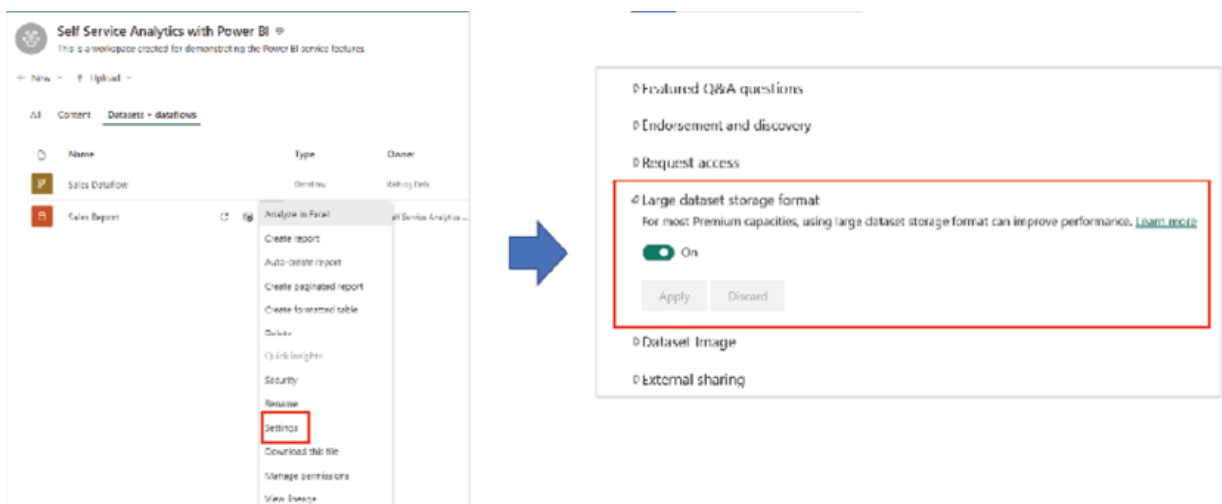 Self Service Analytics with Power BI
This is a workspace created for demonstrating the Power BI service features
+ New Upload
All Content Datasets + dataflows
Name Type Owner
Sales Dataflow Dataflow
Sales Report Self Service Analytics ...
Analyze in Excel
Create report
Auto-create report
Create paginated report
Create formatted table
Delete
Quick insights
Security
Rename
Settings
Download this file
Manage permissions
View lineage
Featured Q&A questions
Endorsement and discovery
Request access
Large dataset storage format
For most Premium capacities, using large dataset storage format can improve performance. Learn more
On
Apply Discard
Dataset Image
External sharing